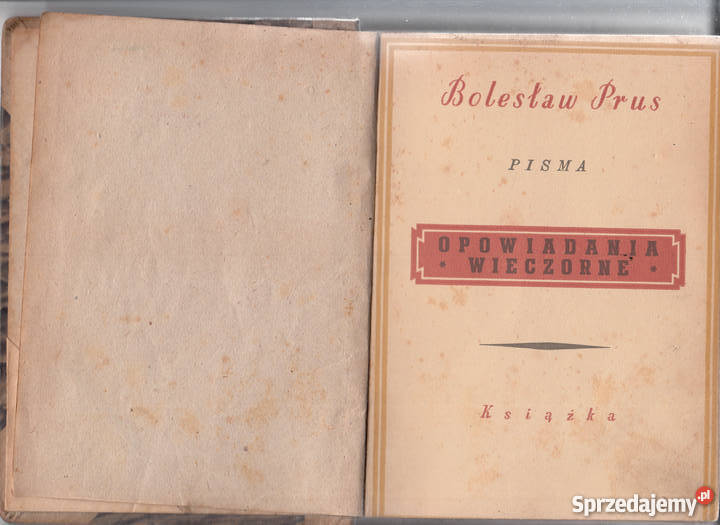 Bolesław Prus
PISMA
OPOWIADANIA
* WIECZORNE *
Książka
Sprzedajemy.pl